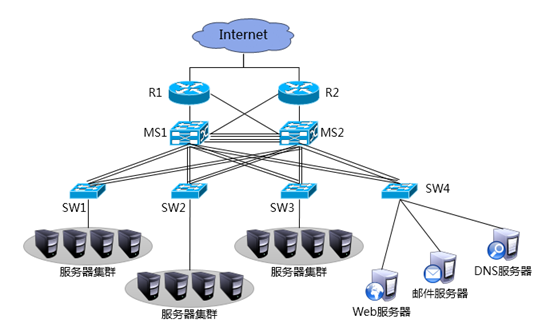 Internet
R1
R2
MS1
MS2
SW1
SW2
SW3
SW4
服务器集群
服务器集群
服务器集群
DNS服务器
邮件服务器
Web服务器